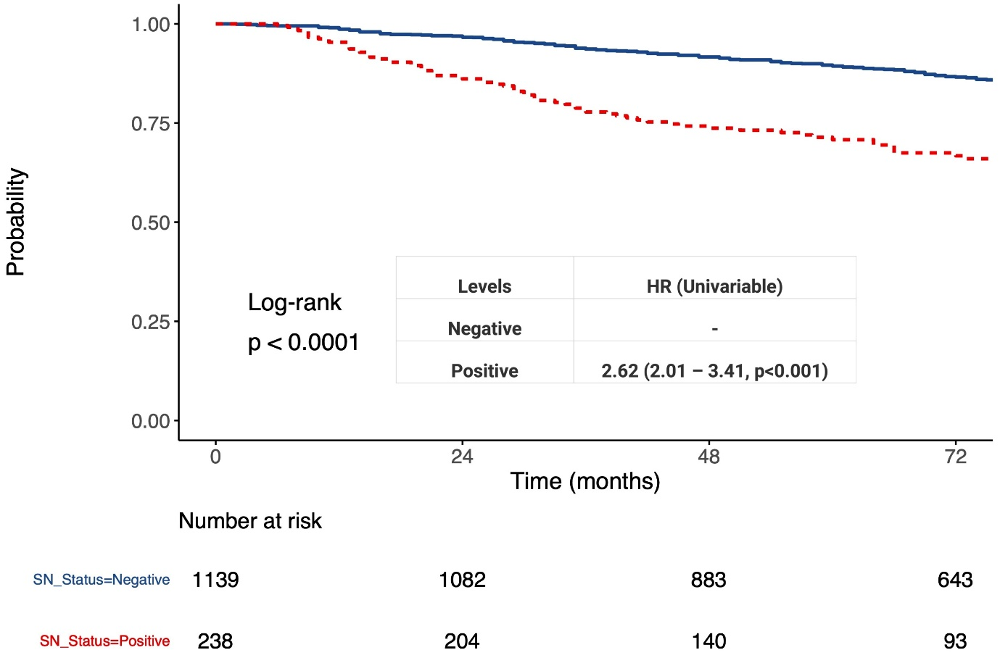 1.00
0.75
0.50
0.25
0.00
Probability
Log-rank
p < 0.0001
Levels HR (Univariable)
Negative -
Positive 2.62 (2.01 – 3.41, p<0.001)
0 24 48 72
Time (months)
Number at risk
SN_Status=Negative 1139 1082 883 643
SN_Status=Positive 238 204 140 93